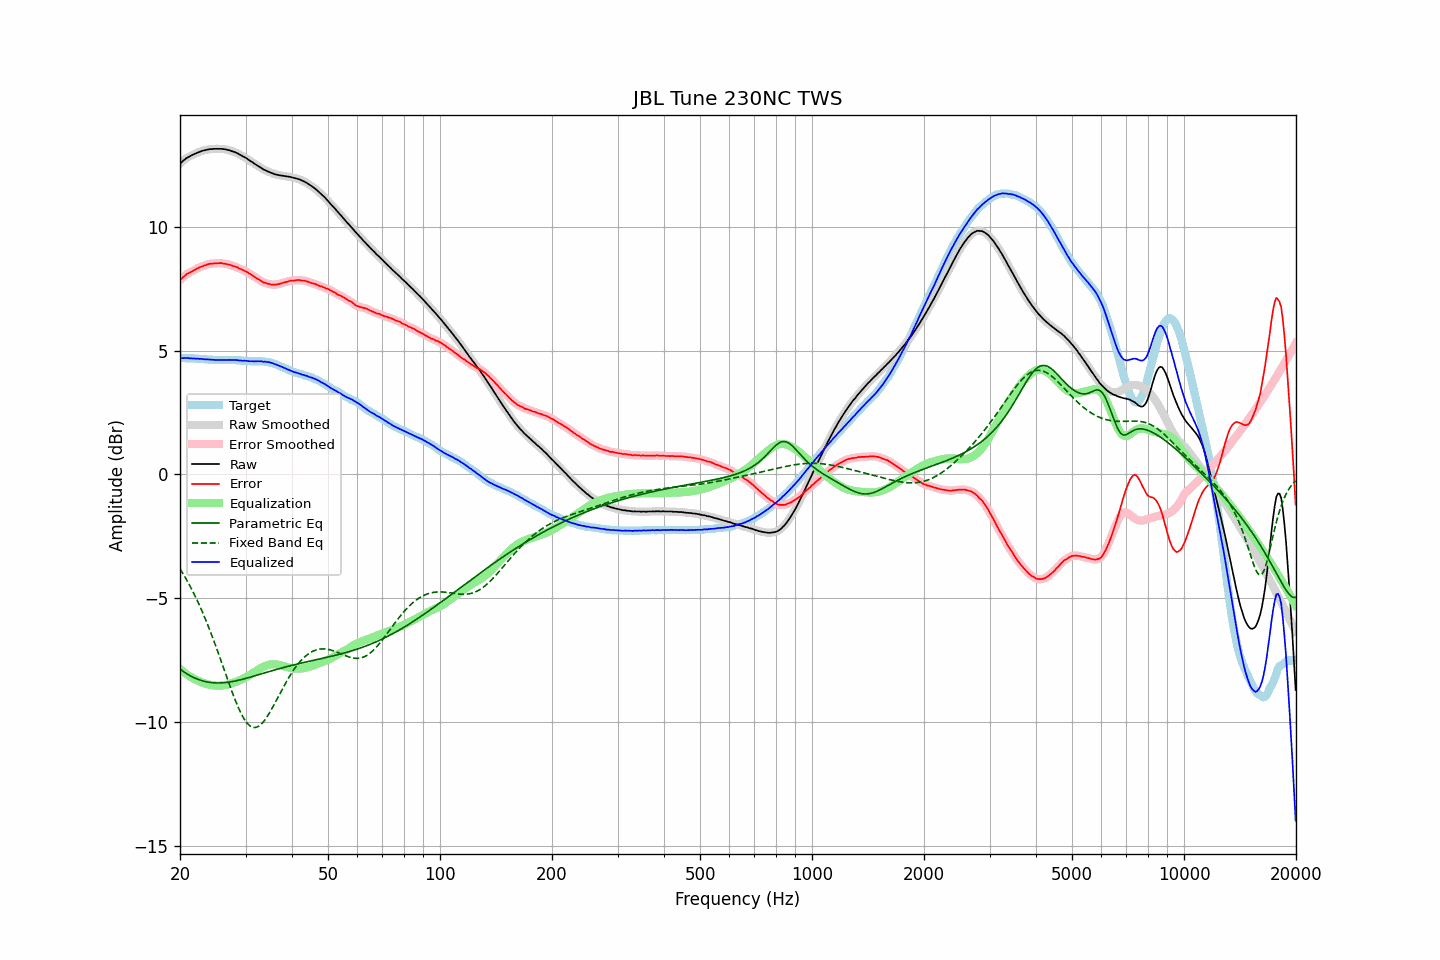 JBL Tune 230NC TWS
Amplitude (dBr)
10
5
0
−5
−10
−15
Target
Raw Smoothed
Error Smoothed
Raw
Error
Equalization
Parametric Eq
Fixed Band Eq
Equalized
20 50 100 200 500 1000 2000 5000 10000 20000
Frequency (Hz)